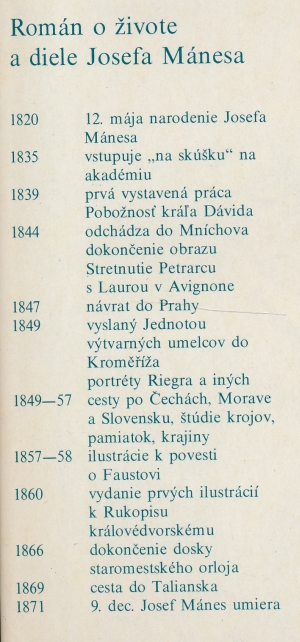 Román o živote
a diele Josefa Mánesa
1820 12. mája narodenie Josefa
Mánesa
1835 vstupuje „na skúšku“ na
akadémiu
1839 prvá vystavená práca
Pobožnosť kráľa Dávida
1844 odchádza do Mníchova
dokončenie obrazu
Stretnutie Petrarcu
s Laurou v Avignone
1847 návrat do Prahy
1849 vyslaný Jednotou
výtvarných umelcov do
Kroměříža
portréty Riegra a iných
1849—57 cesty po Čechách, Morave
a Slovensku, štúdie krojov,
pamiatok, krajiny
1857—58 ilustrácie k povesti
o Faustovi
1860 vydanie prvých ilustrácií
k Rukopisu
královédvorskému
1866 dokončenie dosky
staromestského orloja
1869 cesta do Talianska
1871 9. dec. Josef Mánes umiera